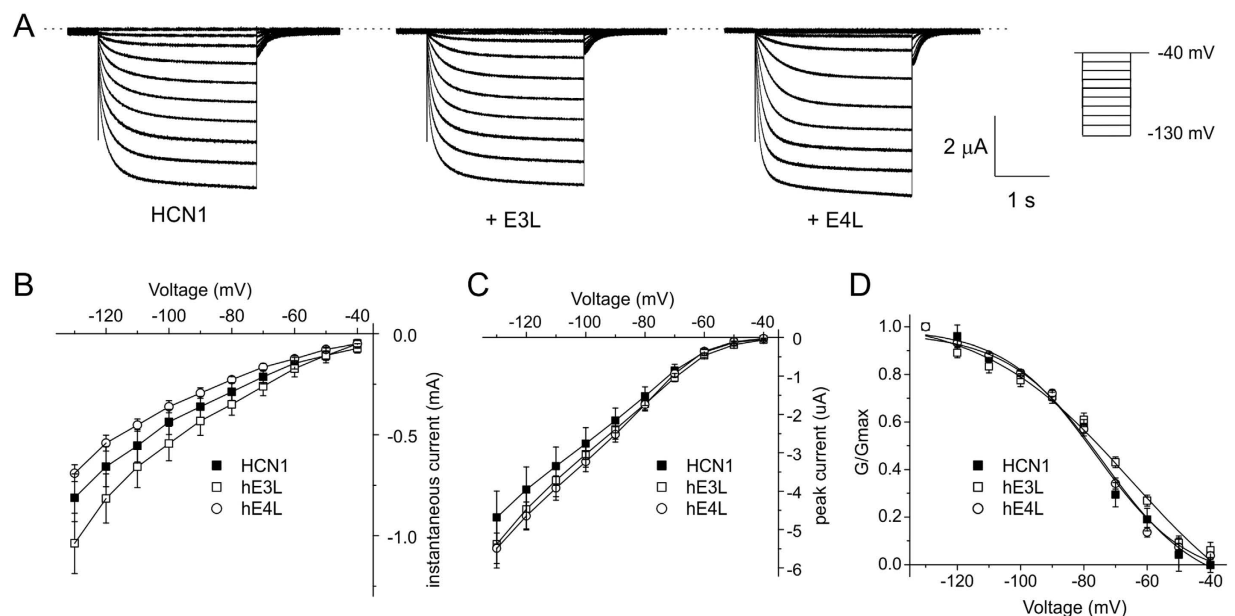 A
-40 mV
-130 mV
2 μA
1 s
HCN1
+ E3L
+ E4L
B
Voltage (mV)
-120 -100 -80 -60 -40
0.0
-0.5
-1.0
instantaneous current (mA)
HCN1
hE3L
hE4L
C
Voltage (mV)
-120 -100 -80 -60 -40
0
-1
-2
-3
-4
-5
-6
peak current (uA)
HCN1
hE3L
hE4L
D
G/Gmax
1.0
0.8
0.6
0.4
0.2
0.0
HCN1
hE3L
hE4L
-120 -100 -80 -60 -40
Voltage (mV)